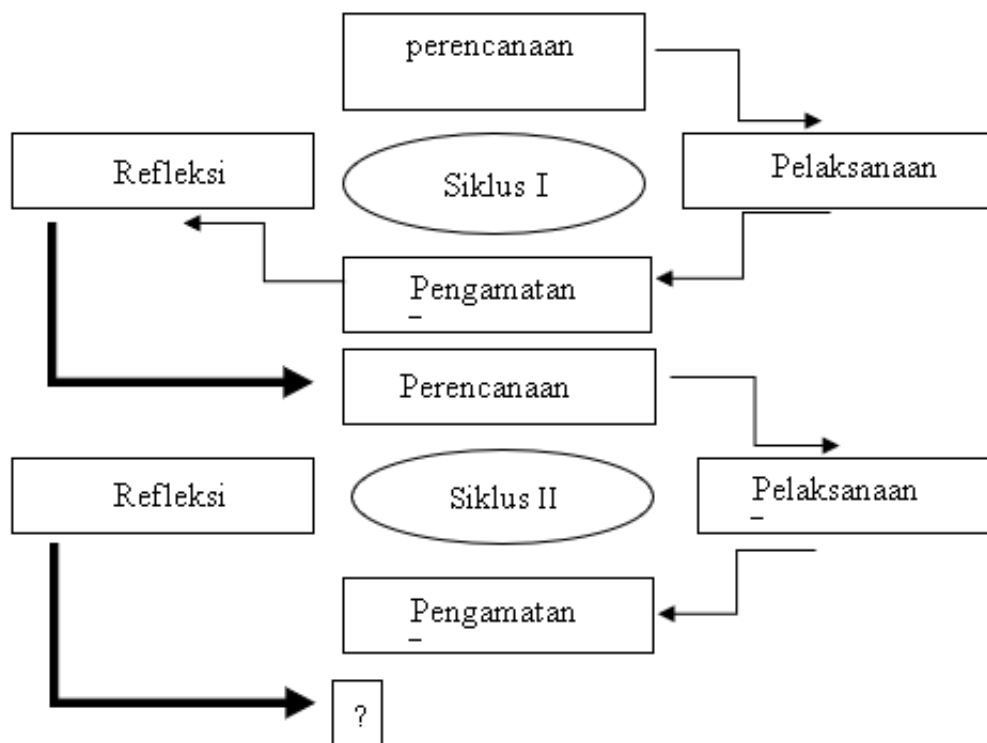 perencanaan
Refleksi
Siklus I
Pelaksanaan
Pengamatan
Perencanaan
Refleksi
Siklus II
Pelaksanaan
Pengamatan
?